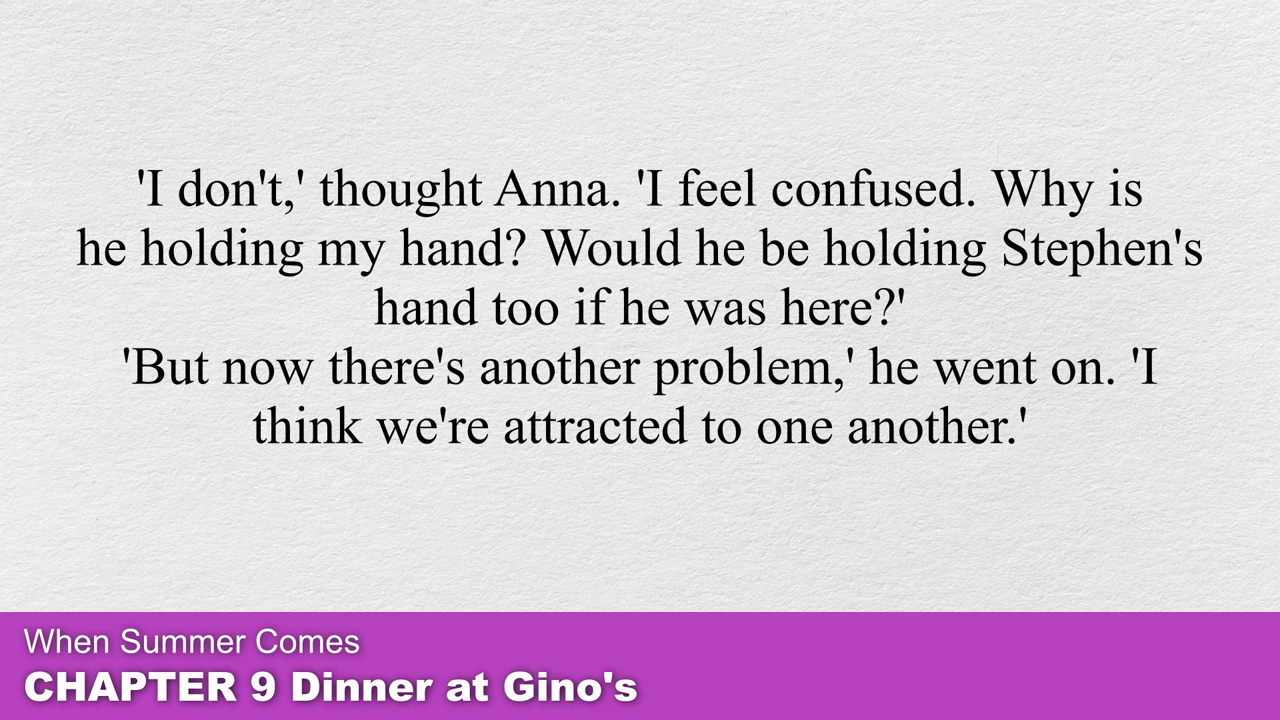 'I don't,' thought Anna. 'I feel confused. Why is
he holding my hand? Would he be holding Stephen's
hand too if he was here?'
'But now there's another problem,' he went on. 'I
think we're attracted to one another.'
When Summer Comes
CHAPTER 9 Dinner at Gino's